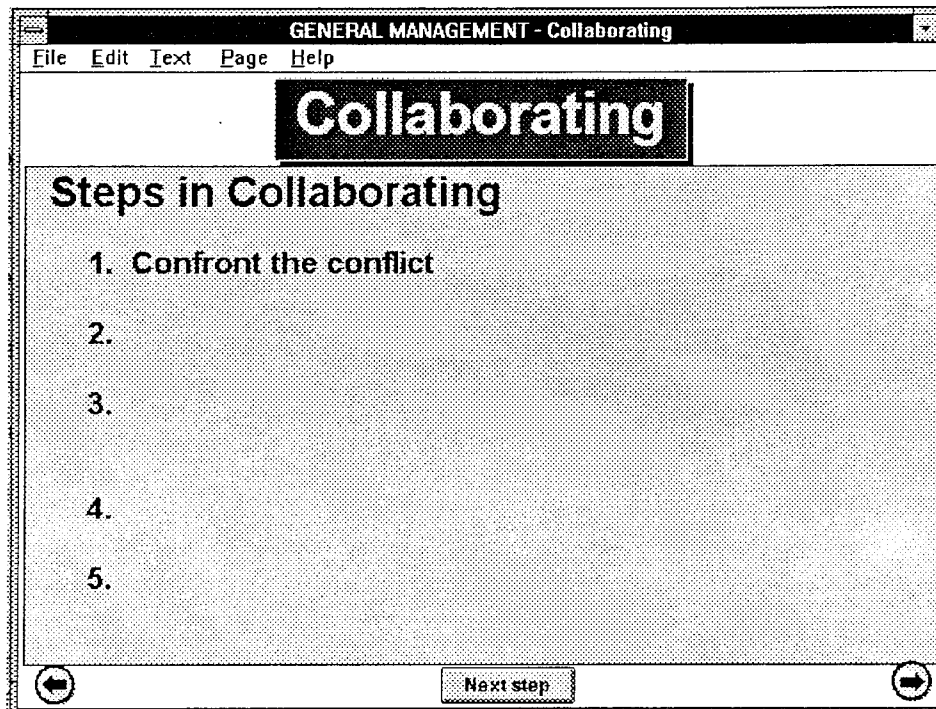 GENERAL MANAGEMENT - Collaborating
File Edit Text Page Help
Collaborating
Steps in Collaborating
1. Confront the conflict
2.
3.
4.
5.
Next step